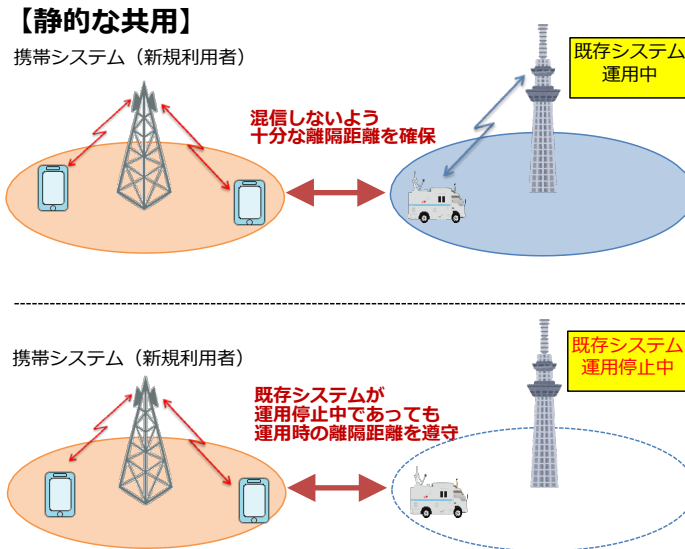 【静的な共用】
携帯システム（新規利用者）
既存システム
運用中
混信しないよう
十分な離隔距離を確保
携帯システム（新規利用者）
既存システム
運用停止中
既存システムが
運用停止中であっても
運用時の離隔距離を遵守